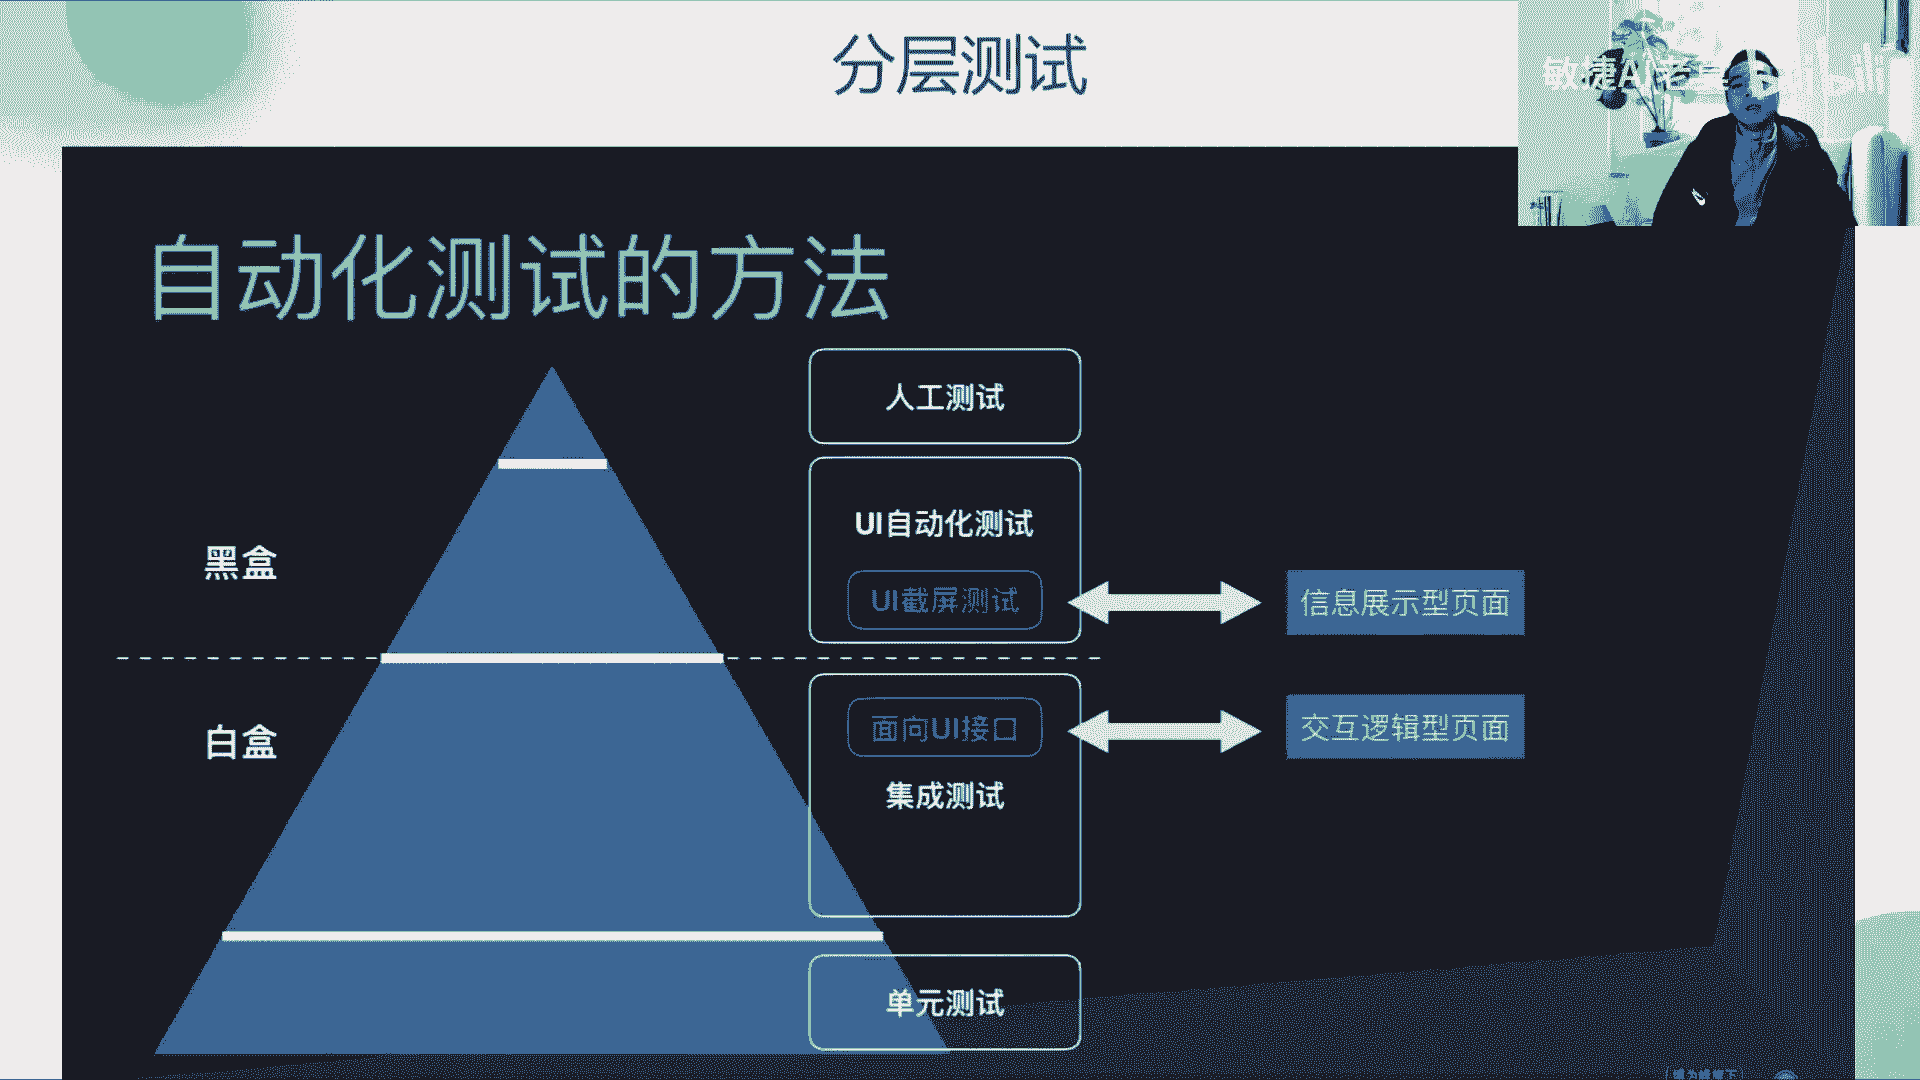 分层测试
敏捷AI老
bilibili
自动化测试的方法
人工测试
UI自动化测试
黑盒
UI截屏测试
信息展示型页面
面向UI接口
交互逻辑型页面
白盒
集成测试
单元测试